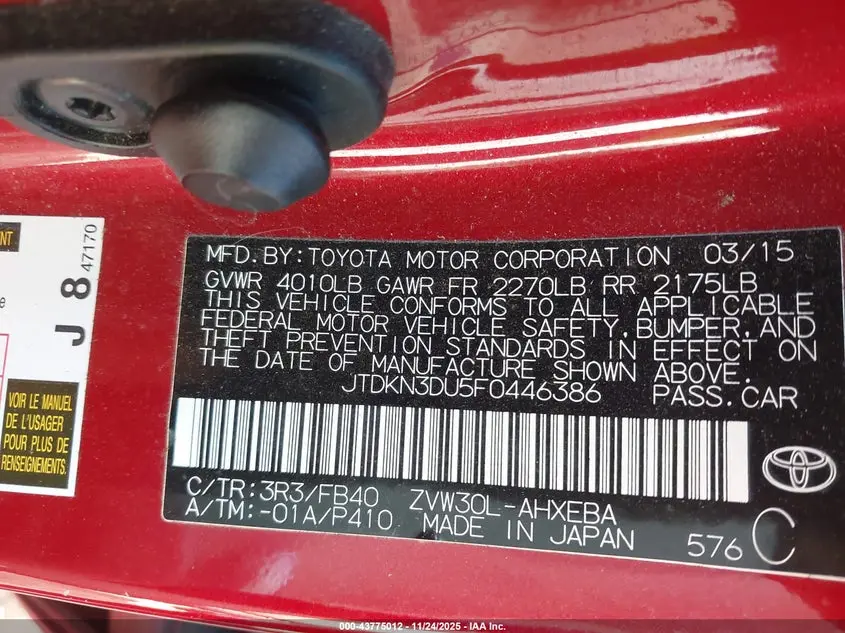 MFD.BY:TOYOTA MOTOR CORPORATION 03/15
GVWR 4010LB GAWR FR 2270LB RR 2175LB
THIS VEHICLE CONFORMS TO ALL APPLICABLE
FEDERAL MOTOR VEHICLE SAFETY,BUMPER,AND
THEFT PREVENTION STANDARDS IN EFFECT ON
THE DATE OF MANUFACTURE SHOWN ABOVE.
JTDKN3DU5F0446386 PASS.CAR
C/TR:3R3/FB40 ZVW30L-AHXEBA
A/TM:-01A/P410 MADE IN JAPAN 576 C
J 8 47170
VOIR LE MANUEL
DE L'USAGER
POUR PLUS DE
RENSEIGNEMENTS.
000-43775012 - 11/24/2025 - IAA Inc.